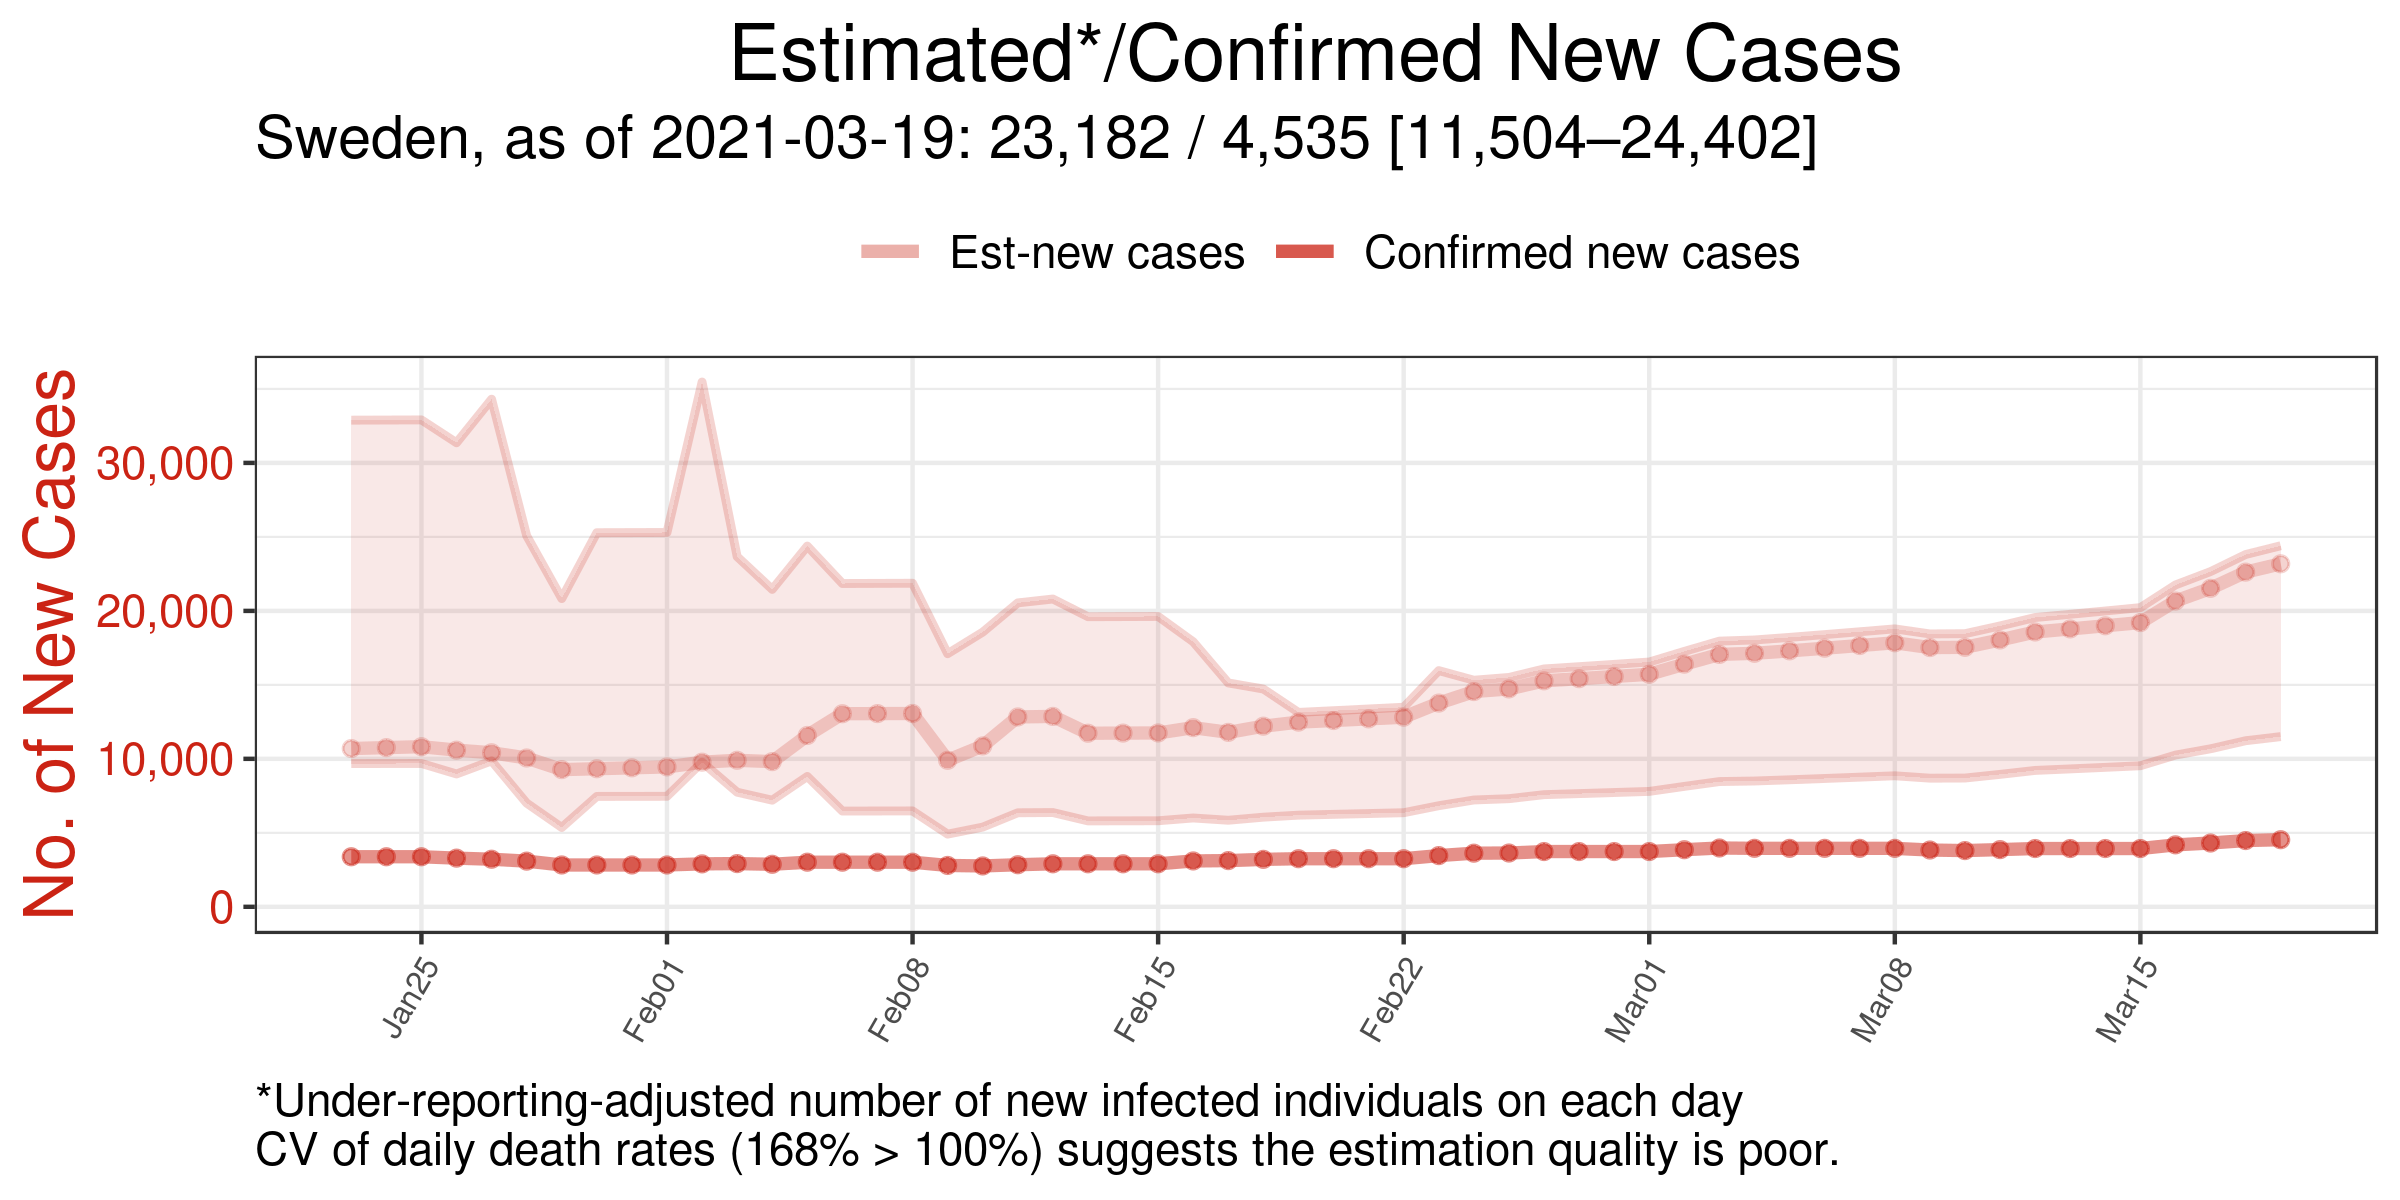 Estimated*/Confirmed New Cases
Sweden, as of 2021-03-19: 23,182 / 4,535 [11,504–24,402]
Est-new cases
Confirmed new cases
No. of New Cases
30,000
20,000
10,000
0
Jan25
Feb01
Feb08
Feb15
Feb22
Mar01
Mar08
Mar15
*Under-reporting-adjusted number of new infected individuals on each day
CV of daily death rates (168% > 100%) suggests the estimation quality is poor.